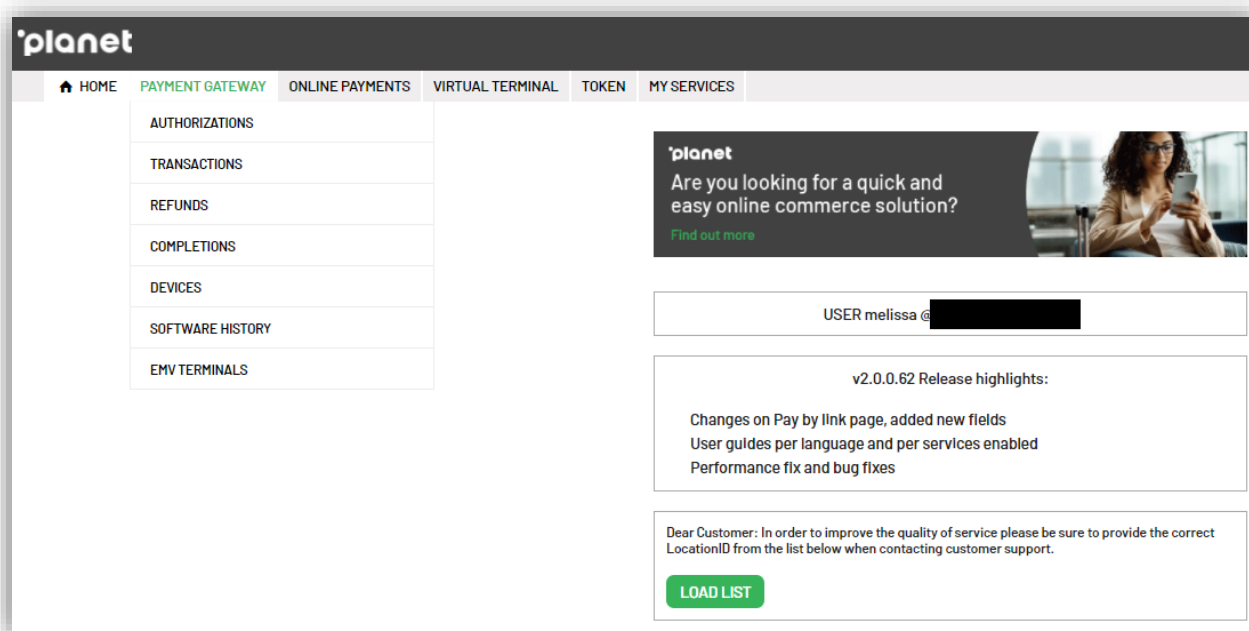 planet
HOME PAYMENT GATEWAY ONLINE PAYMENTS VIRTUAL TERMINAL TOKEN MY SERVICES
AUTHORIZATIONS
TRANSACTIONS
REFUNDS
COMPLETIONS
DEVICES
SOFTWARE HISTORY
EMV TERMINALS
planet
Are you looking for a quick and
easy online commerce solution?
Find out more
USER melissa @
v2.0.0.62 Release highlights:
Changes on Pay by link page, added new fields
User guides per language and per services enabled
Performance fix and bug fixes
Dear Customer: In order to improve the quality of service please be sure to provide the correct
LocationID from the list below when contacting customer support.
LOAD LIST